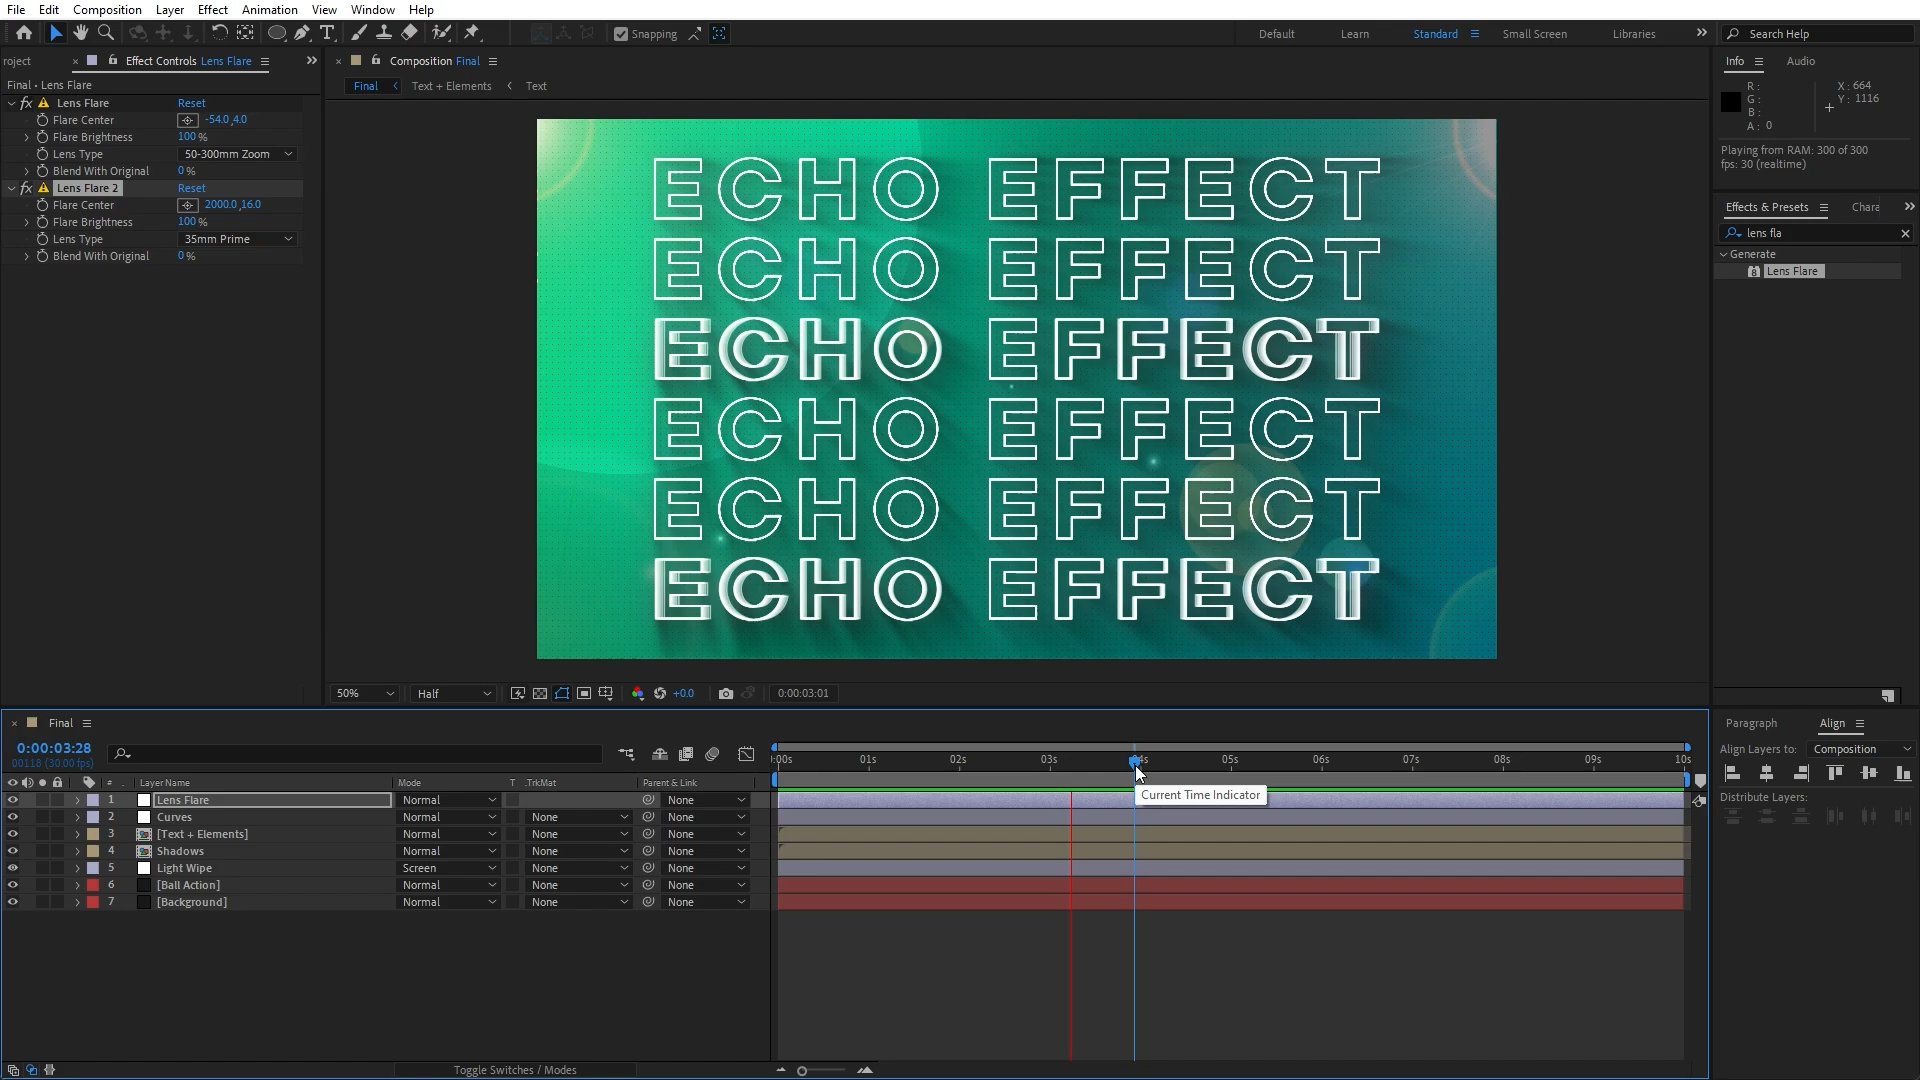 File Edit Composition Layer Effect Animation View Window Help
Snapping
Default Learn Standard Small Screen Libraries
Search Help
roject
Effect Controls Lens Flare
Final • Lens Flare
fx Lens Flare Reset
Flare Center -54.0,4.0
Flare Brightness 100 %
Lens Type 50-300mm Zoom
Blend With Original 0 %
fx Lens Flare 2 Reset
Flare Center 2000.0,16.0
Flare Brightness 100 %
Lens Type 35mm Prime
Blend With Original 0 %
Composition Final
Final Text + Elements Text
ECHO EFFECT
ECHO EFFECT
ECHO EFFECT
ECHO EFFECT
ECHO EFFECT
ECHO EFFECT
50% Half +0.0 0:00:03:01
Info Audio
R : X : 664
G : Y : 1116
B :
A : 0
Playing from RAM: 300 of 300
fps: 30 (realtime)
Effects & Presets Chara
lens fla
Generate
Lens Flare
Final
0:00:03:28
00118 (30.00 fps)
# Layer Name Mode T .TrkMat Parent & Link
:00s 01s 02s 03s 04s 05s 06s 07s 08s 09s 10s
Current Time Indicator
1 Lens Flare Normal None
2 Curves Normal None None
3 [Text + Elements] Normal None None
4 Shadows Normal None None
5 Light Wipe Screen None None
6 [Ball Action] Normal None None
7 [Background] Normal None None
Toggle Switches / Modes
Paragraph Align
Align Layers to: Composition
Distribute Layers: